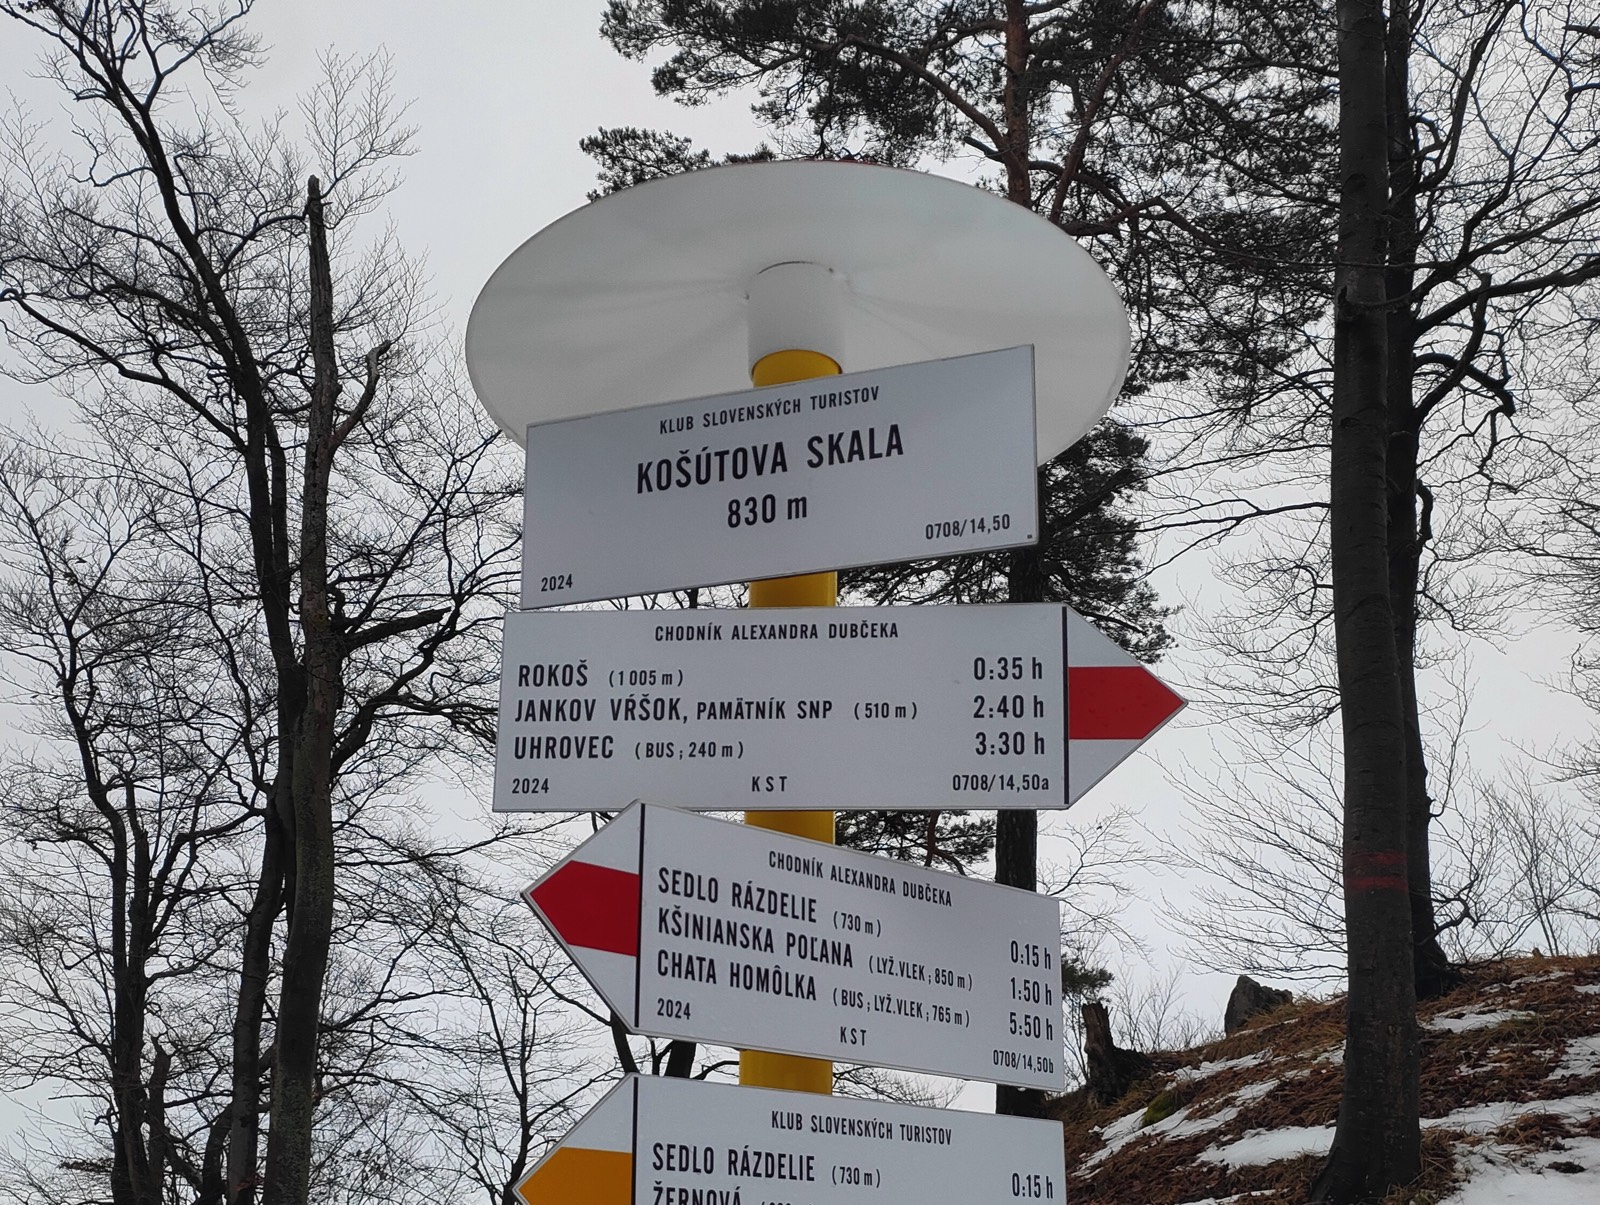 KLUB SLOVENSKÝCH TURISTOV
KOŠÚTOVA SKALA
830 m
0708/14,50
2024
CHODNÍK ALEXANDRA DUBČEKA
ROKOŠ (1 005 m) 0:35 h
JANKOV VŔŠOK, PAMÄTNÍK SNP (510 m) 2:40 h
UHROVEC (BUS ; 240 m) 3:30 h
2024 KST 0708/14,50a
CHODNÍK ALEXANDRA DUBČEKA
SEDLO RÁZDELIE (730 m) 0:15 h
KŠINIANSKA POĽANA (LYŽ.VLEK ; 850 m) 1:50 h
CHATA HOMÔLKA (BUS ; LYŽ.VLEK ; 765 m) 5:50 h
2024 KST 0708/14,50b
KLUB SLOVENSKÝCH TURISTOV
SEDLO RÁZDELIE (730 m) 0:15 h
ŽERNOVÁ